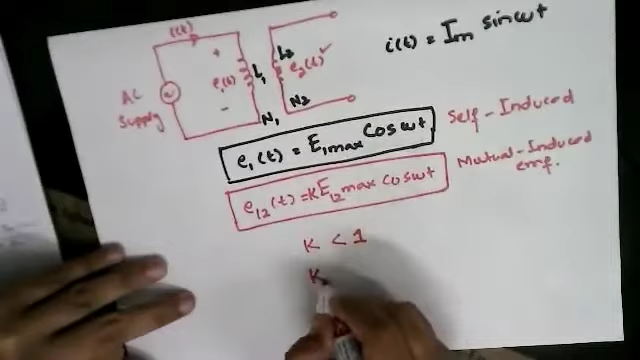 i(t)
i(t) = Im sinωt
+
e1(t)
-
L1
L2
e2(t)
AC
Supply
N1
N2
e1(t) = E1max cosωt
Self-Induced
e12(t) = KE12max cosωt
Mutual-Induced
emf.
K < 1
K